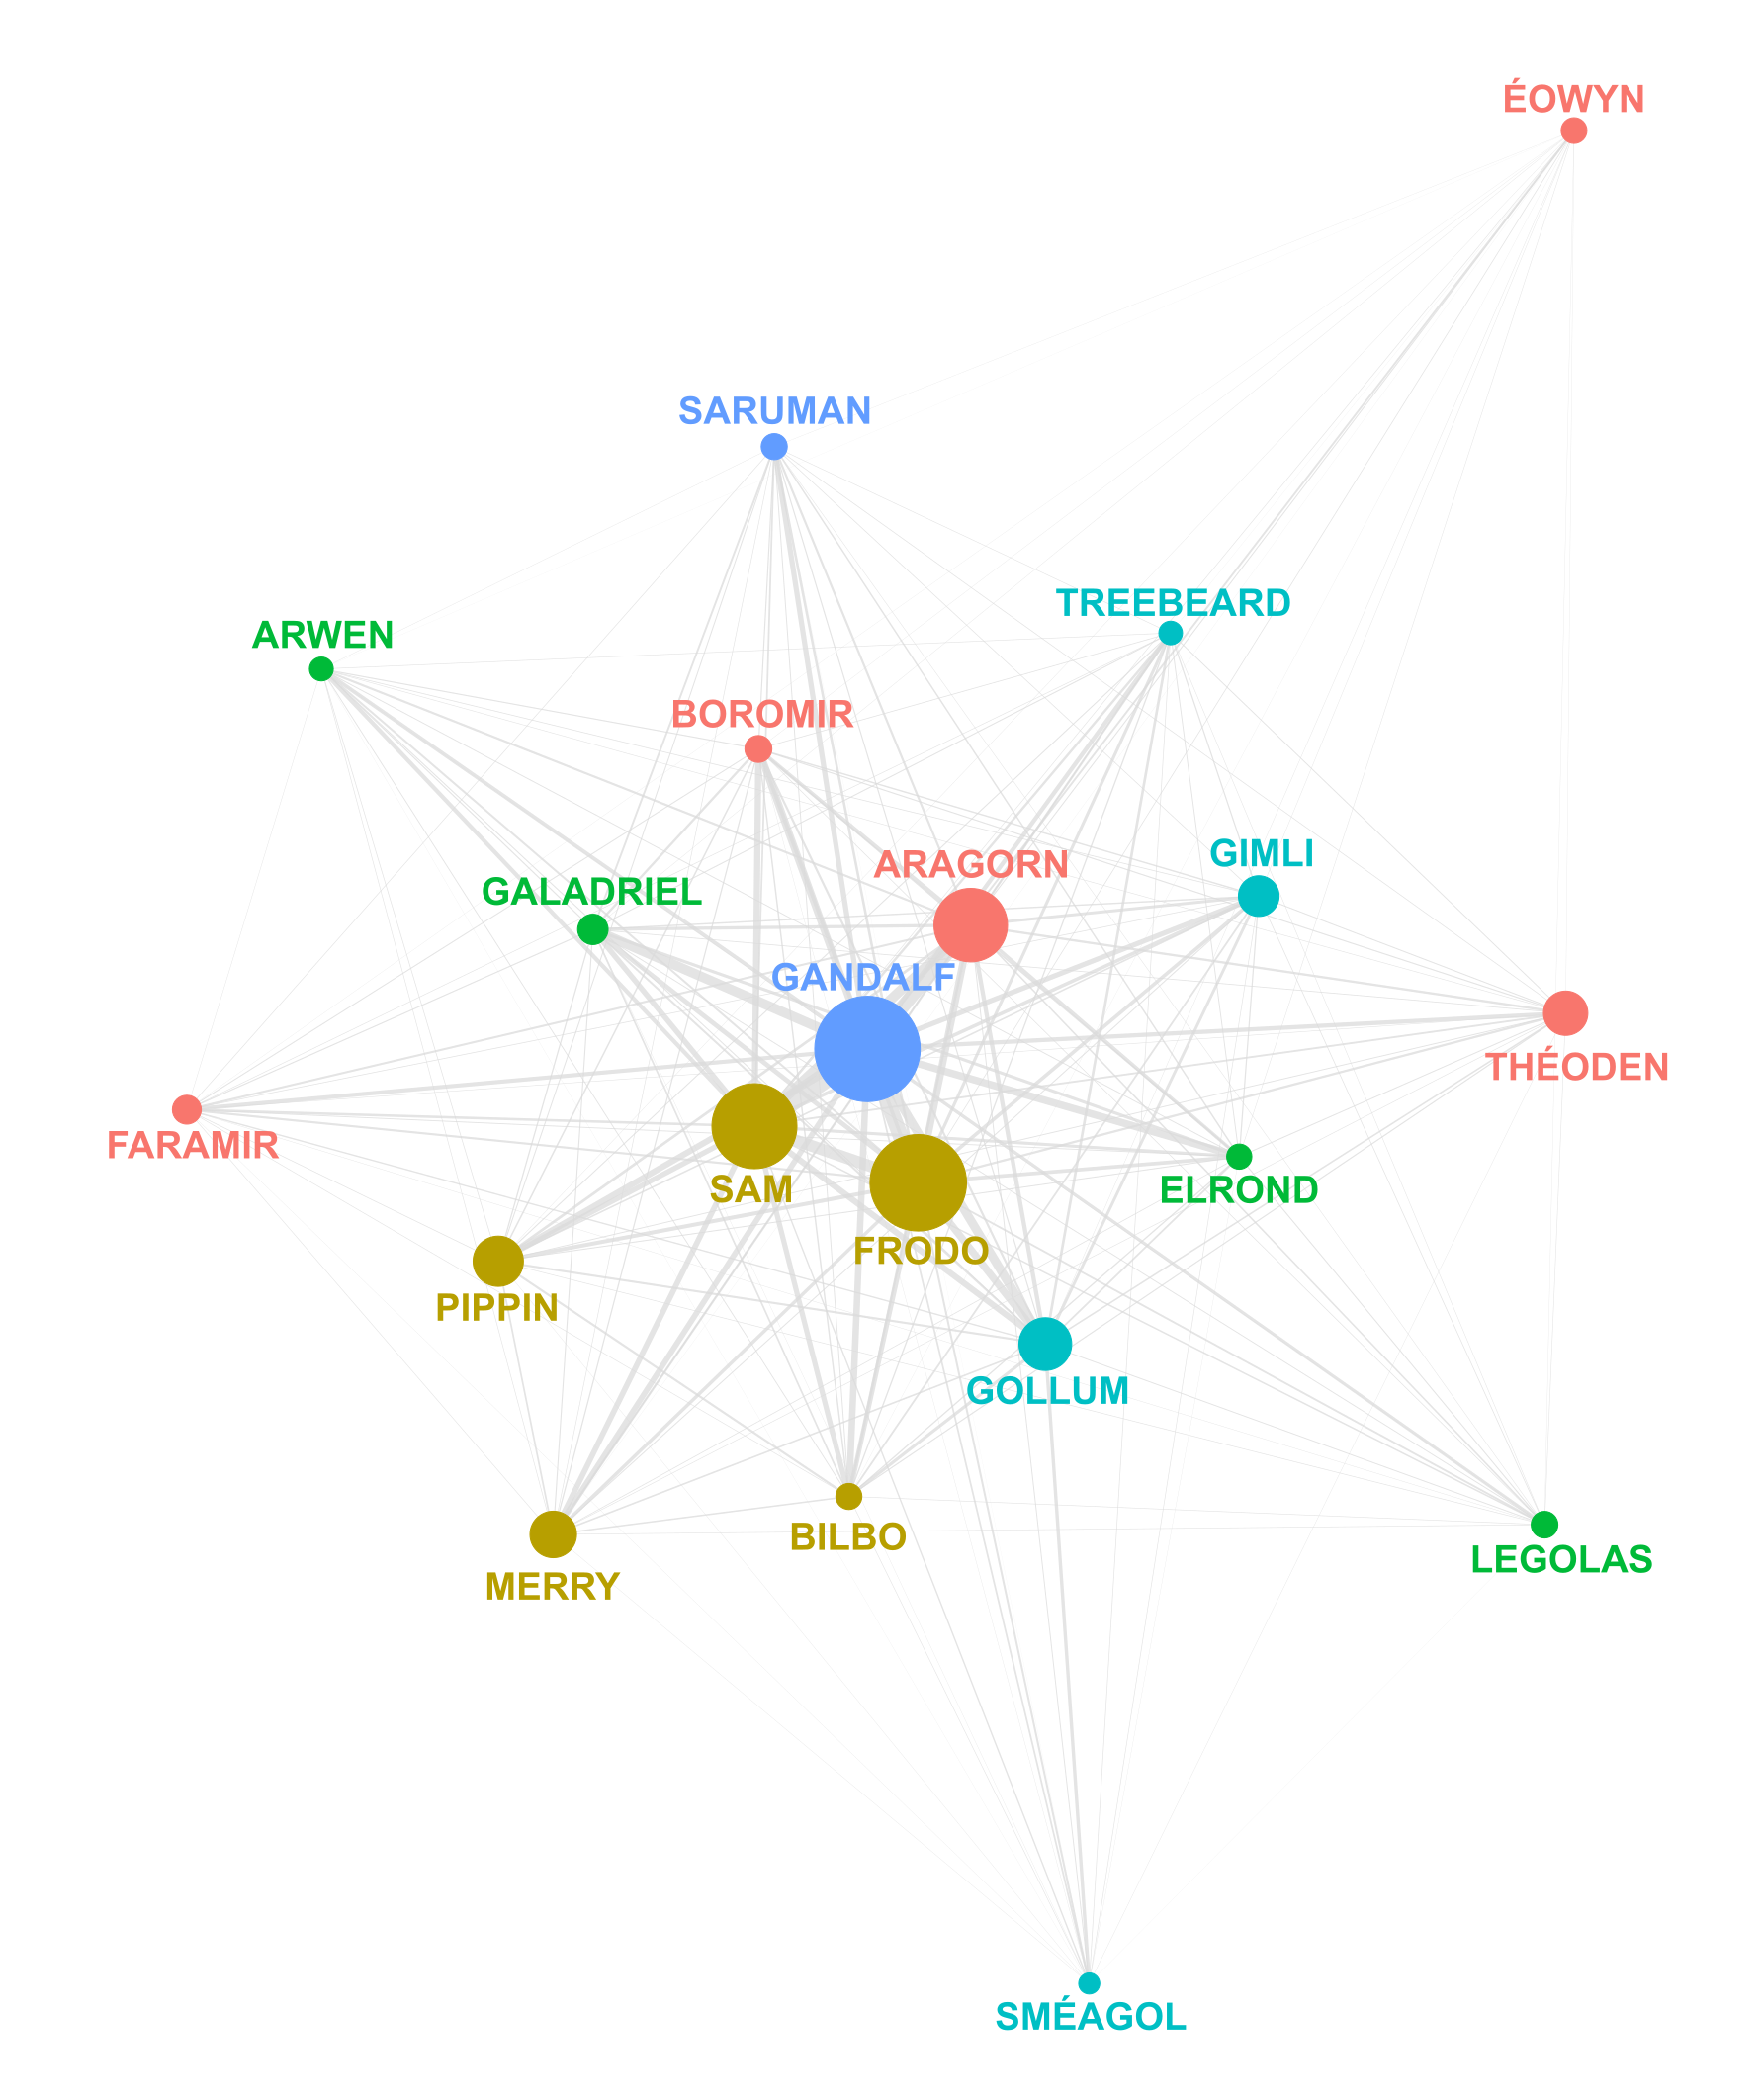 ÉOWYN
SARUMAN
TREEBEARD
ARWEN
BOROMIR
GIMLI
ARAGORN
GALADRIEL
GANDALF
THÉODEN
FARAMIR
SAM
ELROND
FRODO
PIPPIN
GOLLUM
BILBO
LEGOLAS
MERRY
SMÉAGOL